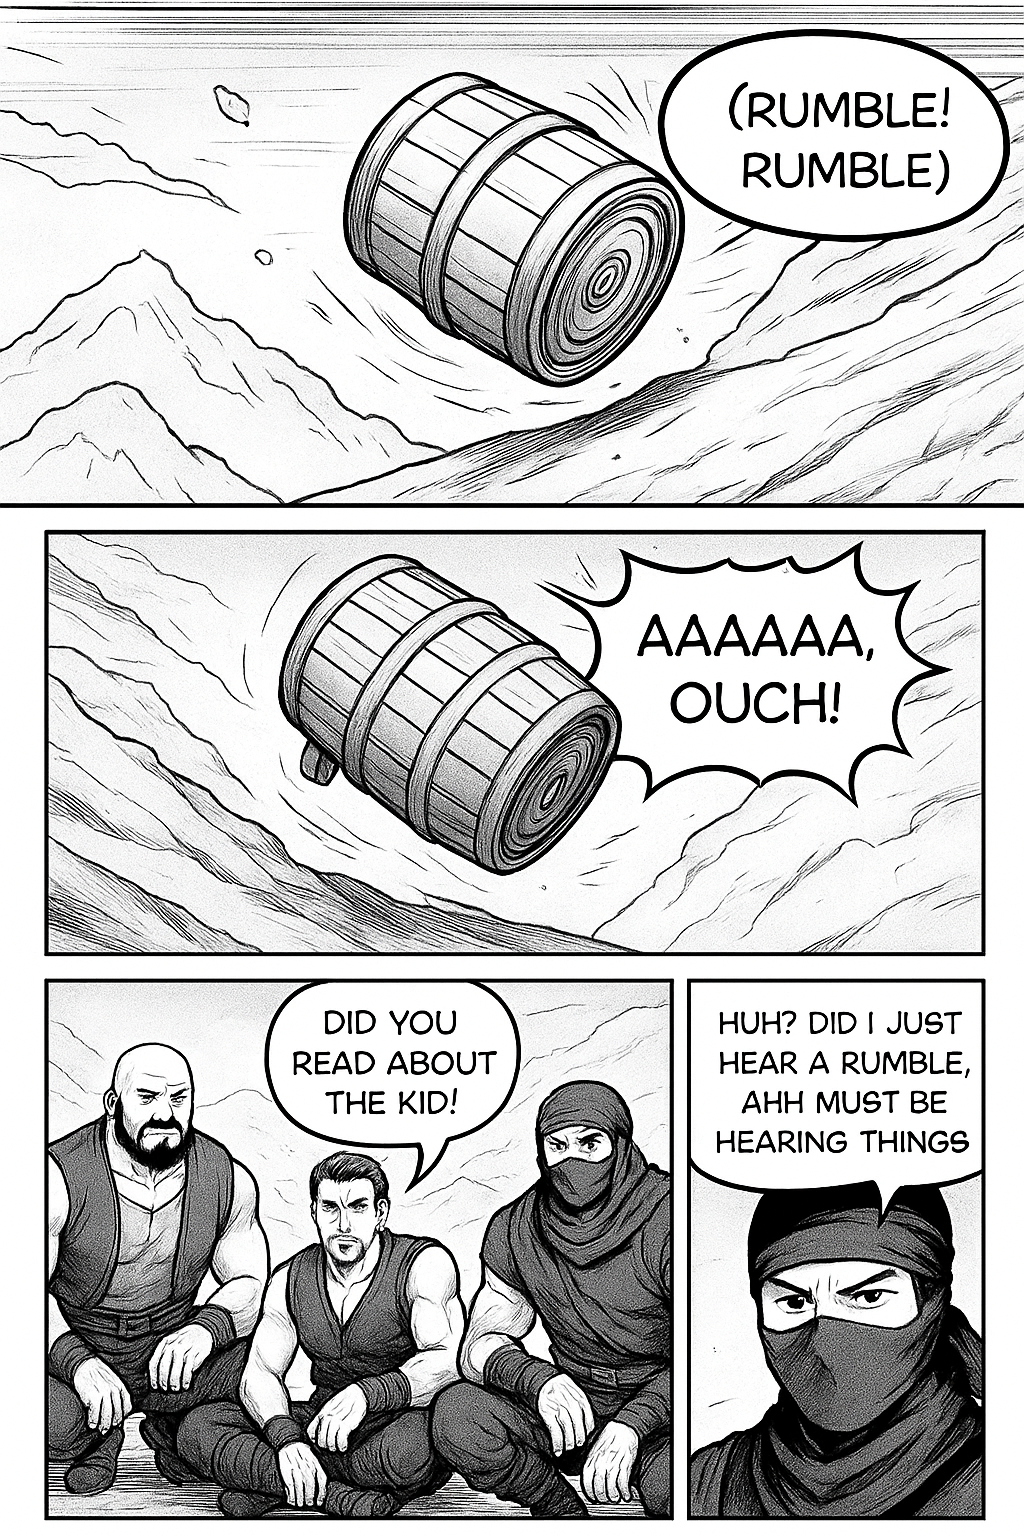 (RUMBLE!
RUMBLE)
AAAAAA,
OUCH!
DID YOU
READ ABOUT
THE KID!
HUH? DID I JUST
HEAR A RUMBLE,
AHH MUST BE
HEARING THINGS